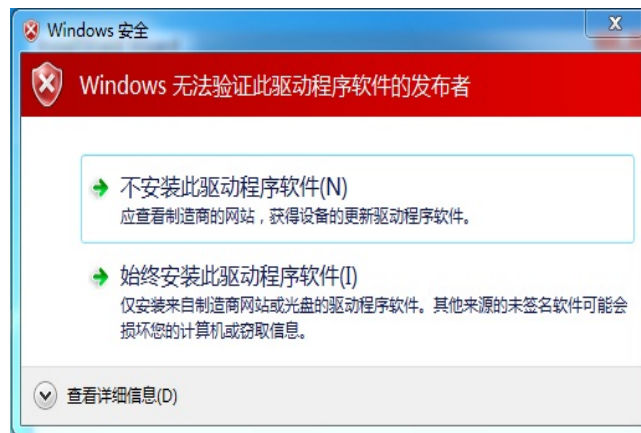 Windows 安全
Windows 无法验证此驱动程序软件的发布者
不安装此驱动程序软件(N)
应查看制造商的网站，获得设备的更新驱动程序软件。
始终安装此驱动程序软件(I)
仅安装来自制造商网站或光盘的驱动程序软件。其他来源的未签名软件可能会
损坏您的计算机或窃取信息。
查看详细信息(D)